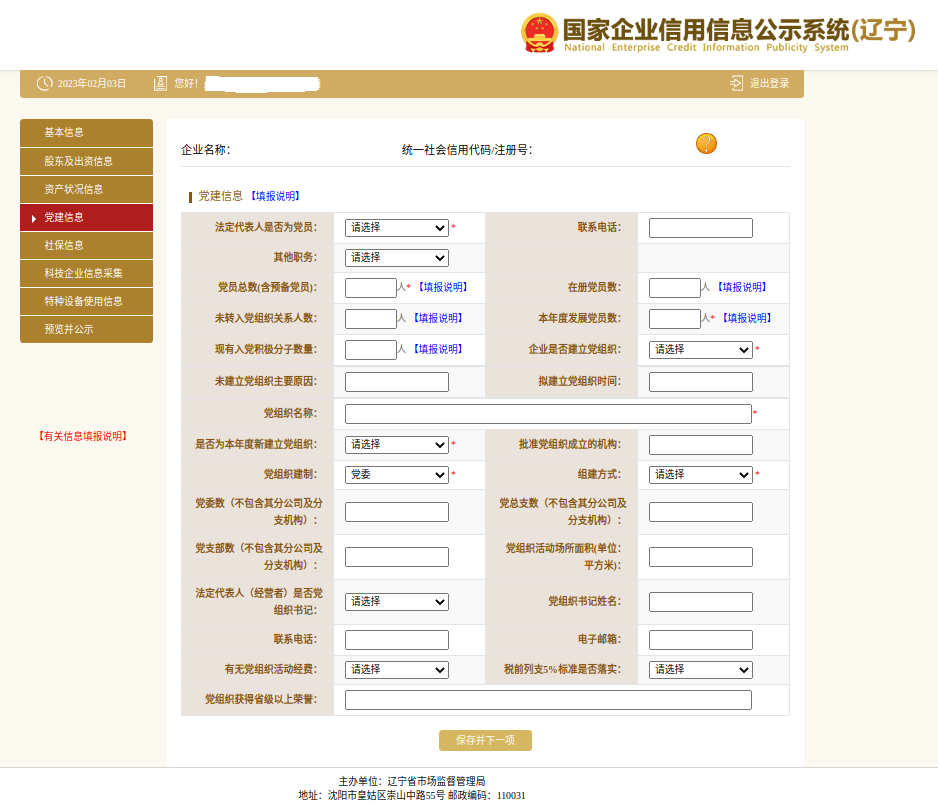 国家企业信用信息公示系统(辽宁)
National Enterprise Credit Information Publicity System
2023年02月03日 您好！ 退出登录
基本信息
股东及出资信息
资产状况信息
党建信息
社保信息
科技企业信息采集
特种设备使用信息
预览并公示
【有关信息填报说明】
企业名称： 统一社会信用代码/注册号：
党建信息 【填报说明】
法定代表人是否为党员： 请选择 * 联系电话：
其他职务： 请选择
党员总数(含预备党员)： 人* 【填报说明】 在册党员数： 人 【填报说明】
未转入党组织关系人数： 人 【填报说明】 本年度发展党员数： 人* 【填报说明】
现有入党积极分子数量： 人 【填报说明】 企业是否建立党组织： 请选择 *
未建立党组织主要原因： 拟建立党组织时间：
党组织名称： *
是否为本年度新建立党组织： 请选择 * 批准党组织成立的机构：
党组织建制： 党委 * 组建方式： 请选择 *
党委数（不包含其分公司及分支机构）： 党总支数（不包含其分公司及分支机构）：
党支部数（不包含其分公司及分支机构）： 党组织活动场所面积(单位：平方米)：
法定代表人（经营者）是否党组织书记： 请选择 党组织书记姓名：
联系电话： 电子邮箱：
有无党组织活动经费： 请选择 税前列支5%标准是否落实： 请选择
党组织获得省级以上荣誉：
保存并下一项
主办单位：辽宁省市场监督管理局
地址：沈阳市皇姑区崇山中路55号 邮政编码：110031